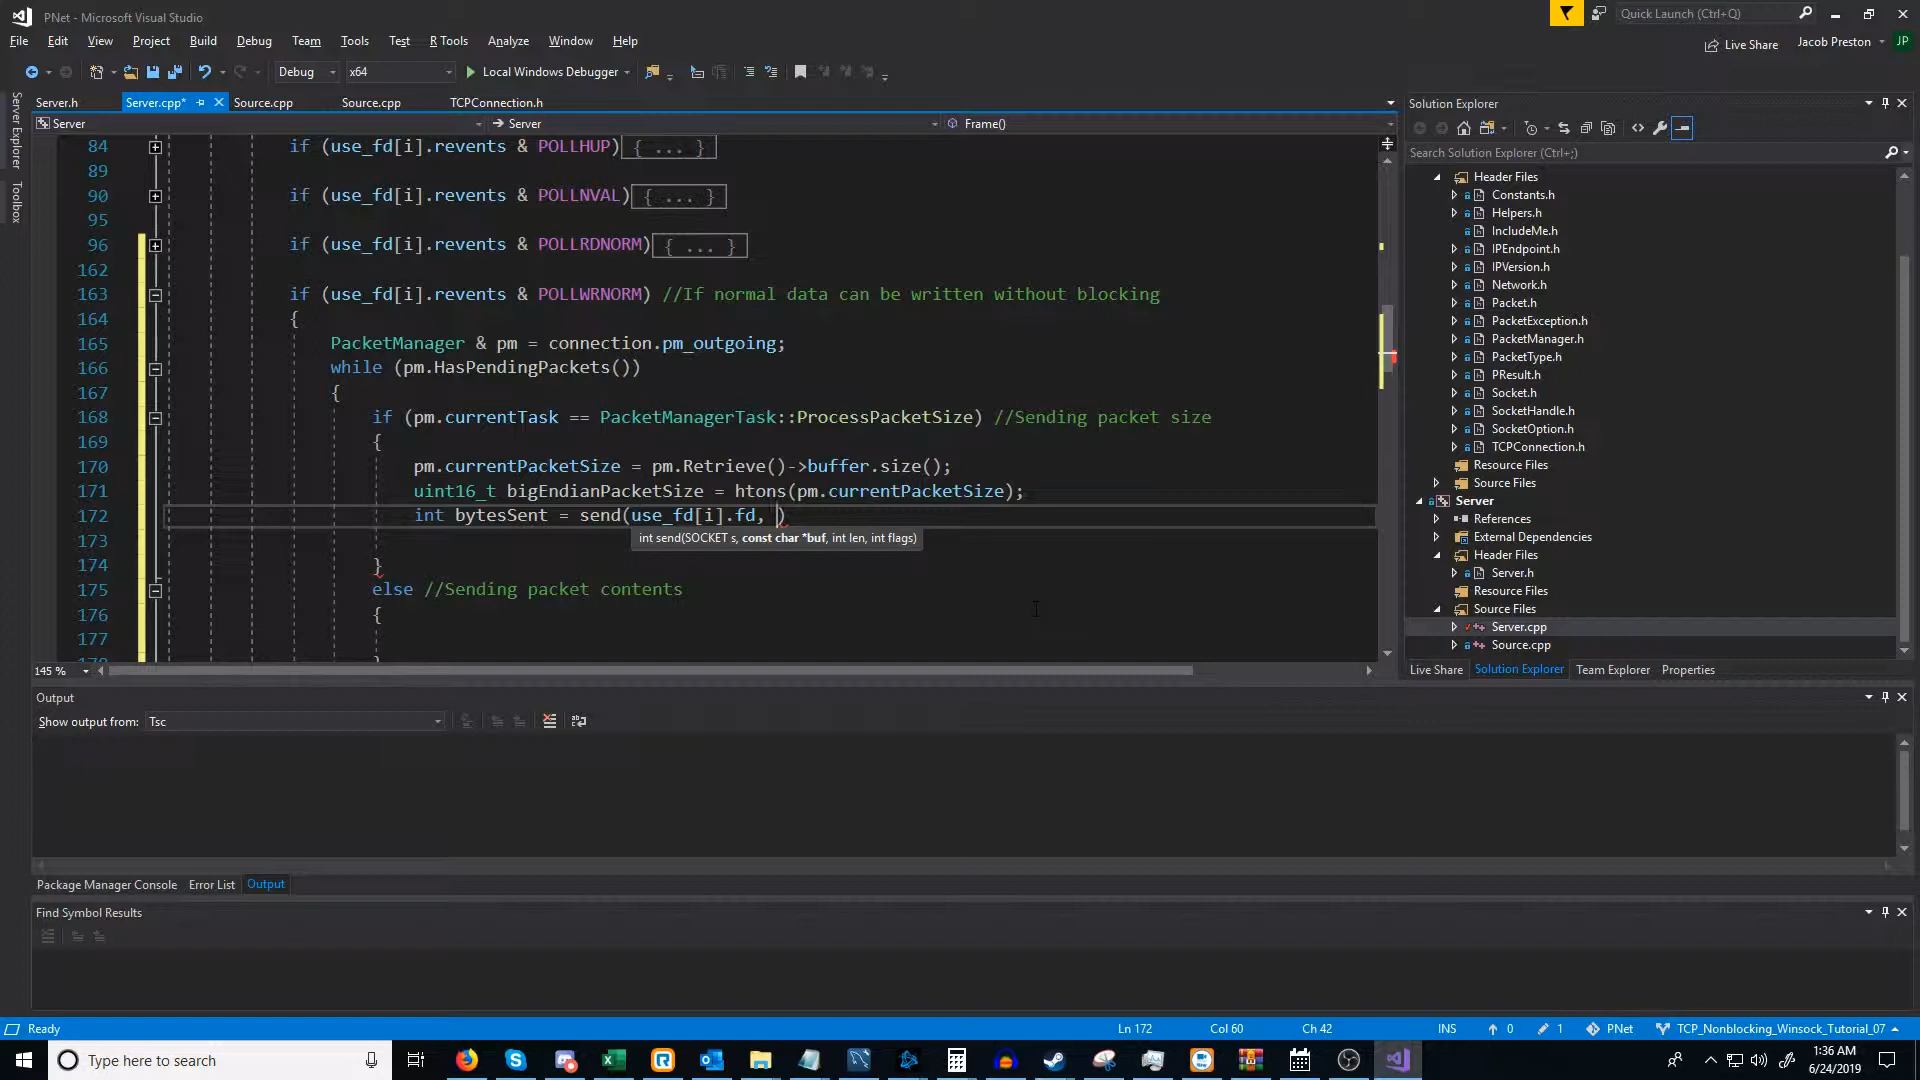 PNet - Microsoft Visual Studio
Quick Launch (Ctrl+Q)
File Edit View Project Build Debug Team Tools Test R Tools Analyze Window Help
Live Share Jacob Preston JP
Debug x64 Local Windows Debugger
Server Explorer
Toolbox
Server.h Server.cpp* Source.cpp Source.cpp TCPConnection.h
Server Server Frame()
84 if (use_fd[i].revents & POLLHUP){ ... }
89
90 if (use_fd[i].revents & POLLNVAL){ ... }
95
96 if (use_fd[i].revents & POLLRDNORM){ ... }
162
163 if (use_fd[i].revents & POLLWRNORM) //If normal data can be written without blocking
164 {
165 PacketManager & pm = connection.pm_outgoing;
166 while (pm.HasPendingPackets())
167 {
168 if (pm.currentTask == PacketManagerTask::ProcessPacketSize) //Sending packet size
169 {
170 pm.currentPacketSize = pm.Retrieve()->buffer.size();
171 uint16_t bigEndianPacketSize = htons(pm.currentPacketSize);
172 int bytesSent = send(use_fd[i].fd, )
int send(SOCKET s, const char *buf, int len, int flags)
173
174 }
175 else //Sending packet contents
176 {
177
145 %
Solution Explorer
Search Solution Explorer (Ctrl+;)
Header Files
Constants.h
Helpers.h
IncludeMe.h
IPEndpoint.h
IPVersion.h
Network.h
Packet.h
PacketException.h
PacketManager.h
PacketType.h
PResult.h
Socket.h
SocketHandle.h
SocketOption.h
TCPConnection.h
Resource Files
Source Files
Server
References
External Dependencies
Header Files
Server.h
Resource Files
Source Files
Server.cpp
Source.cpp
Live Share Solution Explorer Team Explorer Properties
Output
Show output from: Tsc
Package Manager Console Error List Output
Find Symbol Results
Ready Ln 172 Col 60 Ch 42 INS 0 1 PNet TCP_Nonblocking_Winsock_Tutorial_07
Type here to search
1:36 AM
6/24/2019